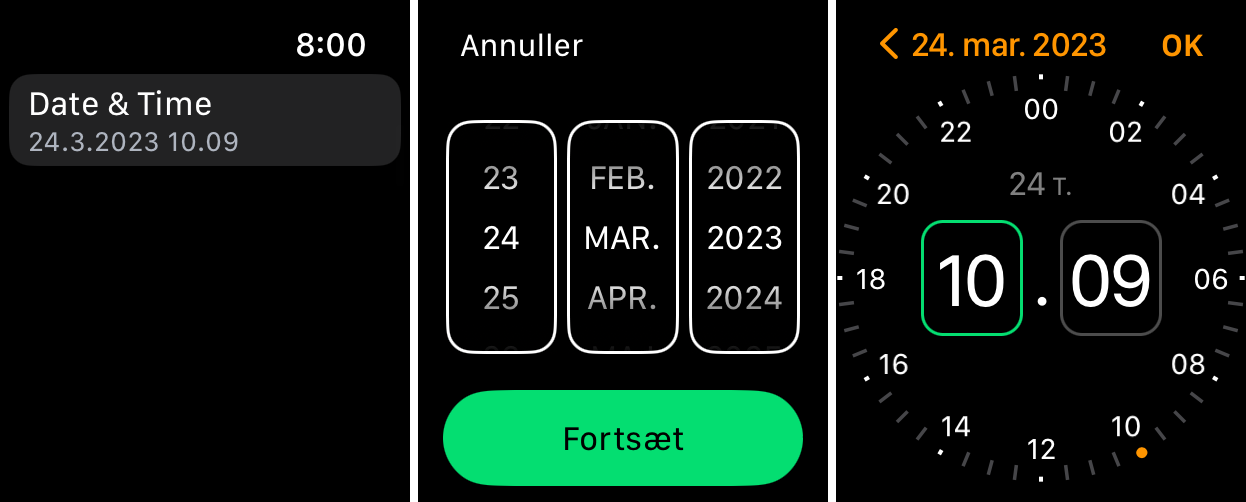 8:00
Date & Time
24.3.2023 10.09
Annuller
23 FEB. 2022
24 MAR. 2023
25 APR. 2024
Fortsæt
24. mar. 2023 OK
00
22 02
24 T.
20 04
10 . 09
18 06
16 08
14 10
12